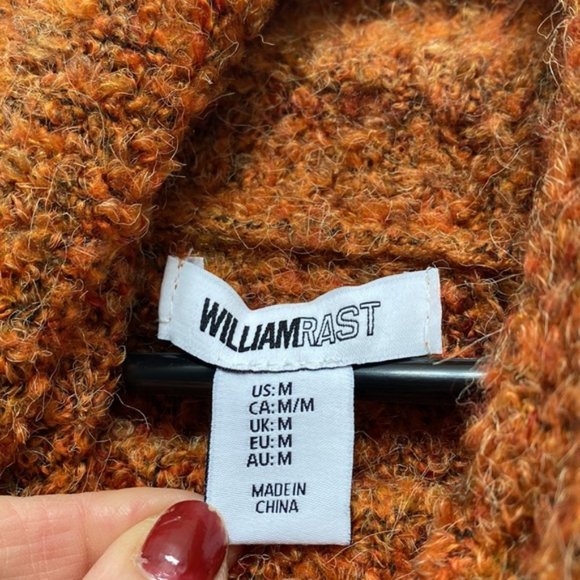 WILLIAMRAST
US: M
CA: M/M
UK: M
EU: M
AU: M
MADE IN
CHINA